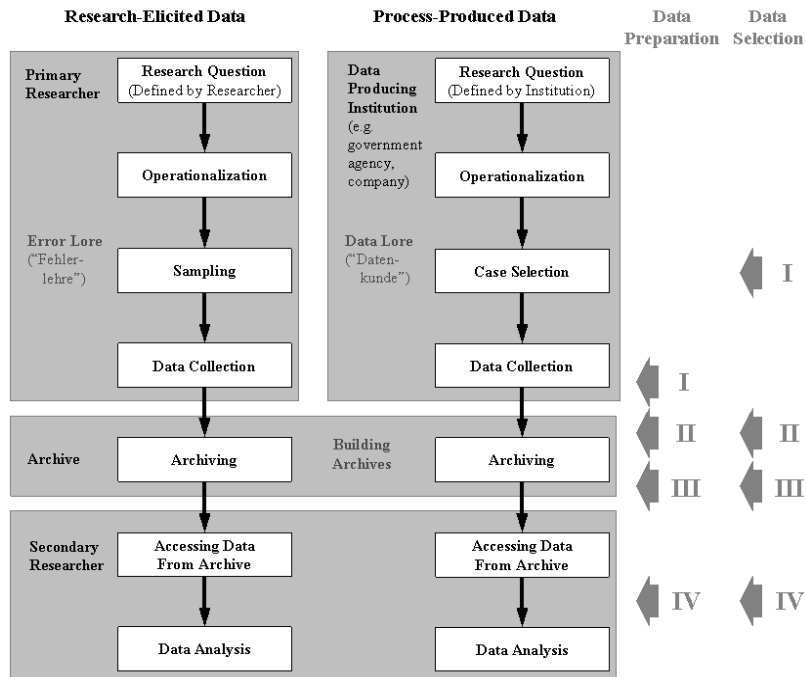 Research-Elicited Data
Process-Produced Data
Data
Preparation
Data
Selection
Primary
Researcher
Research Question
(Defined by Researcher)
Operationalization
Error Lore
("Fehler-
lehre")
Sampling
Data Collection
Data
Producing
Institution
(e.g.
government
agency,
company)
Research Question
(Defined by Institution)
Operationalization
Data Lore
("Daten-
kunde")
Case Selection
I
Data Collection
I
Archive
Archiving
Building
Archives
Archiving
II
II
III
III
Secondary
Researcher
Accessing Data
From Archive
Accessing Data
From Archive
IV
IV
Data Analysis
Data Analysis